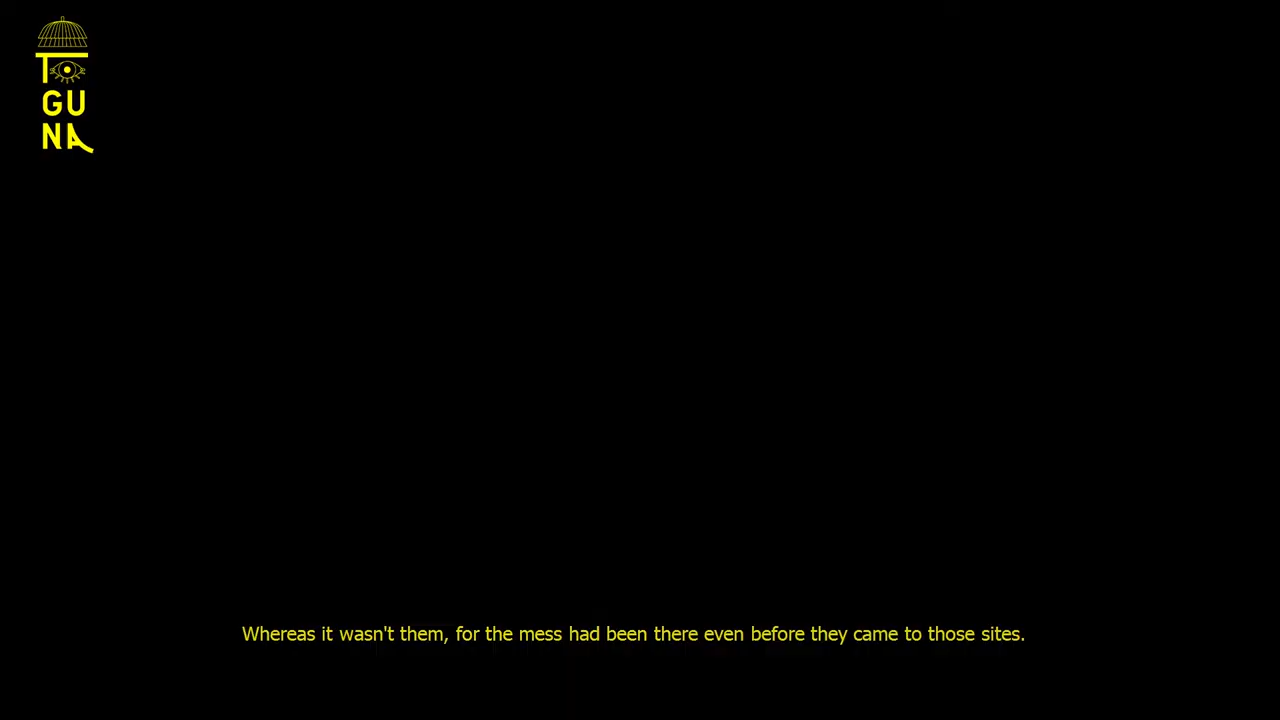 TO
GU
NA
Whereas it wasn't them, for the mess had been there even before they came to those sites.